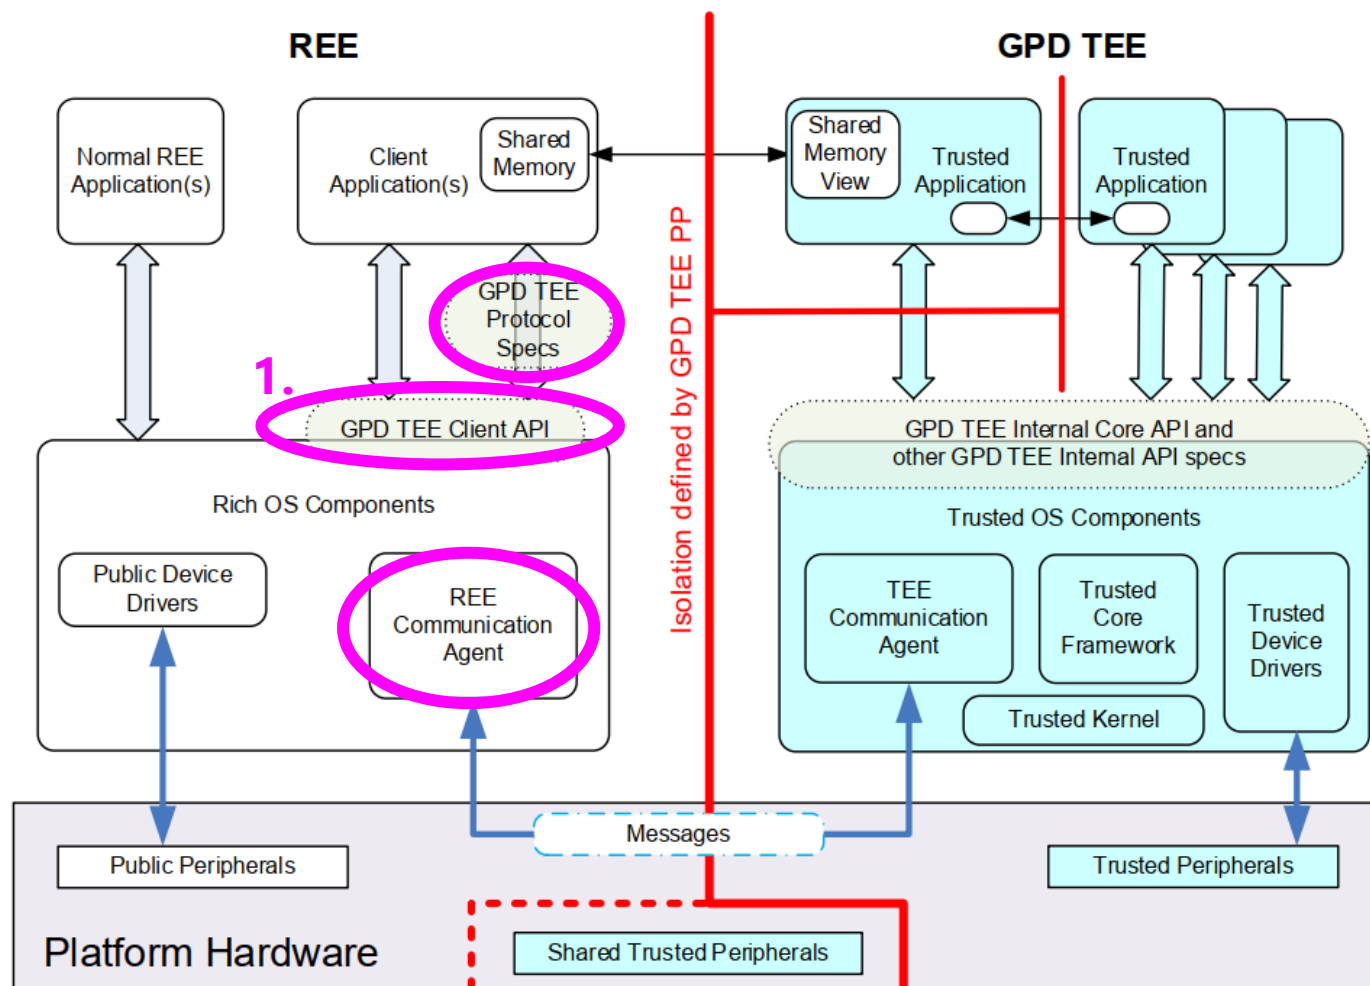 REE
GPD TEE
Normal REE
Application(s)
Client
Application(s)
Shared
Memory
Shared
Memory
View
Trusted
Application
Trusted
Application
GPD TEE
Protocol
Specs
1.
GPD TEE Client API
Isolation defined by GPD TEE PP
GPD TEE Internal Core API and
other GPD TEE Internal API specs
Rich OS Components
Trusted OS Components
Public Device
Drivers
REE
Communication
Agent
TEE
Communication
Agent
Trusted
Core
Framework
Trusted
Device
Drivers
Trusted Kernel
Messages
Public Peripherals
Trusted Peripherals
Platform Hardware
Shared Trusted Peripherals